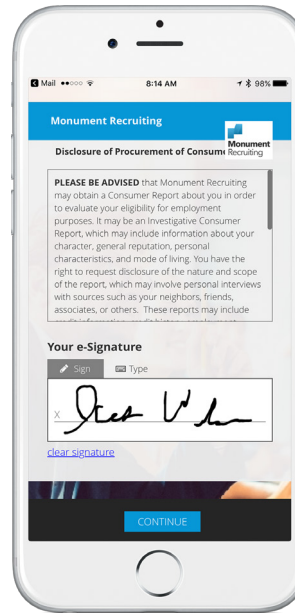 Mail 8:14 AM 98%
Monument Recruiting
Monument
Recruiting
Disclosure of Procurement of Consume
PLEASE BE ADVISED that Monument Recruiting
may obtain a Consumer Report about you in order
to evaluate your eligibility for employment
purposes. It may be an Investigative Consumer
Report, which may include information about your
character, general reputation, personal
characteristics, and mode of living. You have the
right to request disclosure of the nature and scope
of the report, which may involve personal interviews
with sources such as your neighbors, friends,
associates, or others. These reports may include
credit information, credit history, employment
Your e-Signature
Sign Type
X
clear signature
CONTINUE